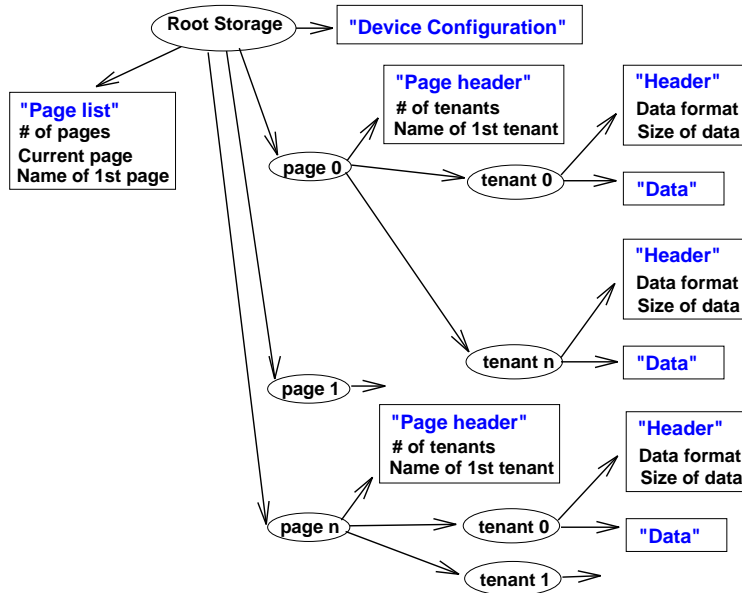 Root Storage
"Device Configuration"
"Page list"
# of pages
Current page
Name of 1st page
"Page header"
# of tenants
Name of 1st tenant
"Header"
Data format
Size of data
page 0
tenant 0
"Data"
"Header"
Data format
Size of data
tenant n
"Data"
page 1
"Page header"
# of tenants
Name of 1st tenant
"Header"
Data format
Size of data
page n
tenant 0
"Data"
tenant 1